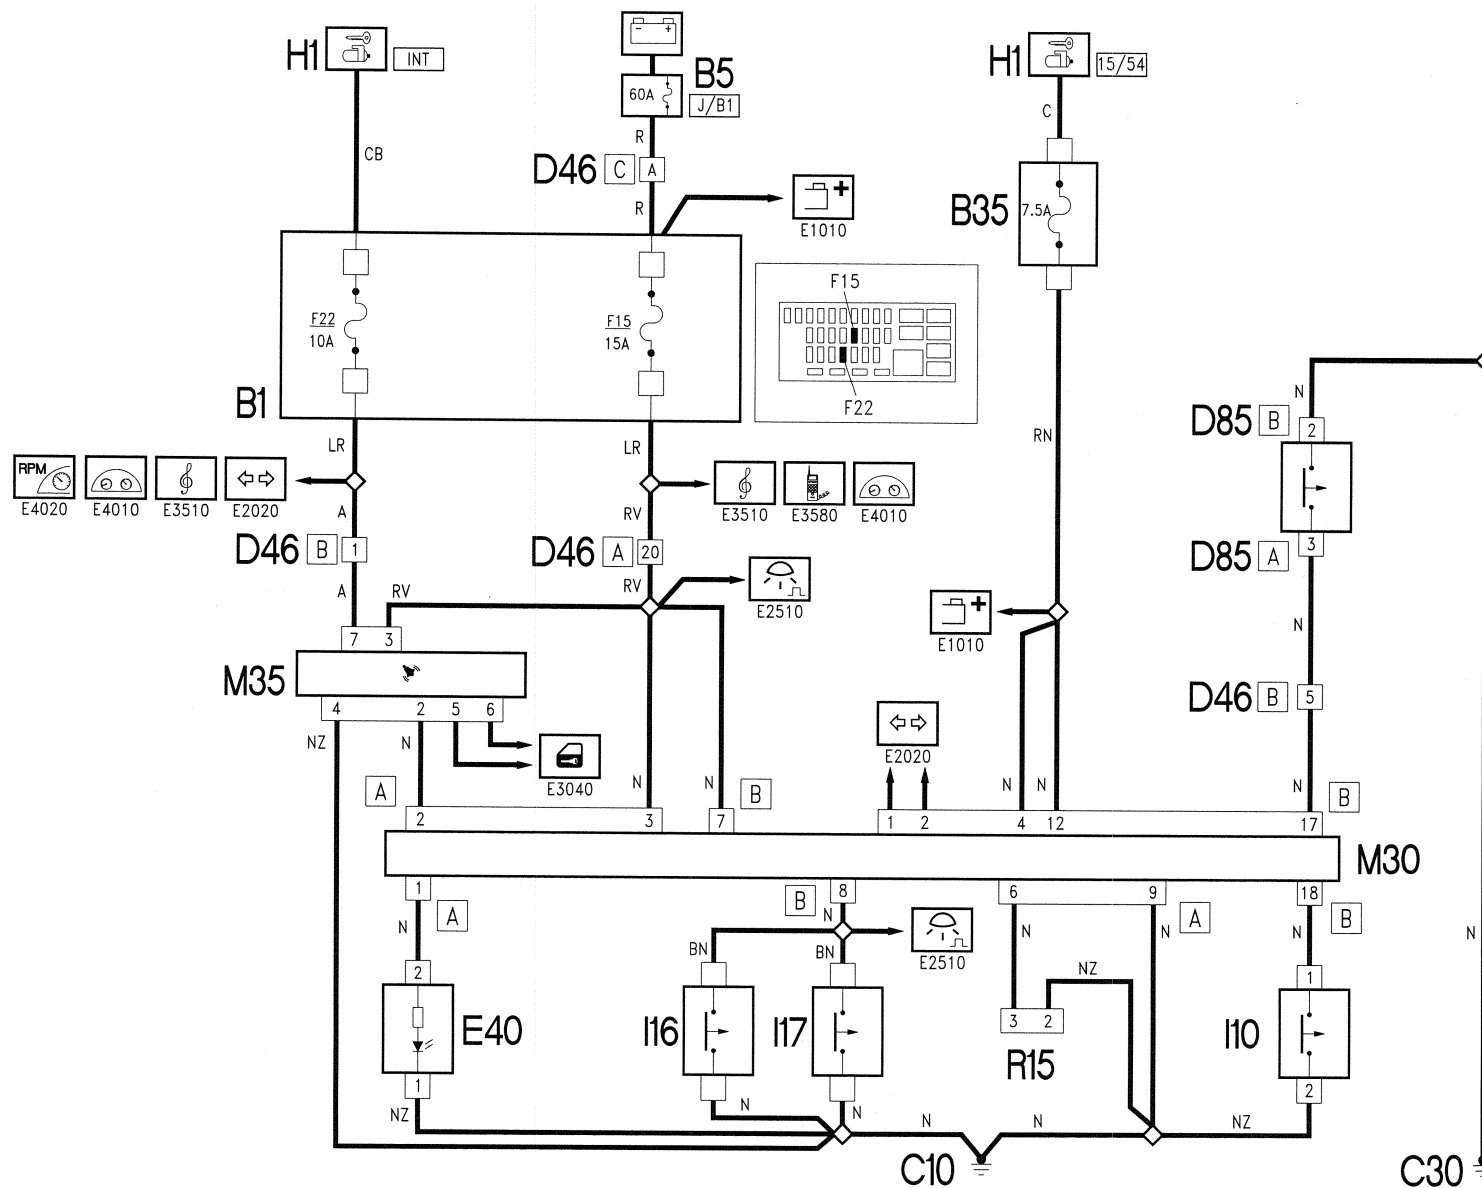 H1
INT
60A
B5
J/B1
H1
15/54
CB
R
C
D46 C A
R
E1010
B35
7.5A
F22
10A
F15
15A
B1
F15
F22
LR
LR
RN
N
D85 B 2
RPM
E4020
E4010
E3510
E2020
A
RV
E3510
E3580
E4010
D46 B 1
D46 A 20
D85 A 3
A
RV
RV
E2510
E1010
N
7 3
M35
4 2 5 6
NZ
N
E3040
D46 B 5
E2020
A
N
N
B
N
N
N
B
2
3
7
1 2 4 12 17
M30
1
8
6
9
18
A
B
A
B
N
N
N
N
N
N
BN
BN
E2510
2
E40
1
NZ
I16
I17
NZ
3 2
R15
1
I10
2
N
N
N
N
NZ
C10
C30